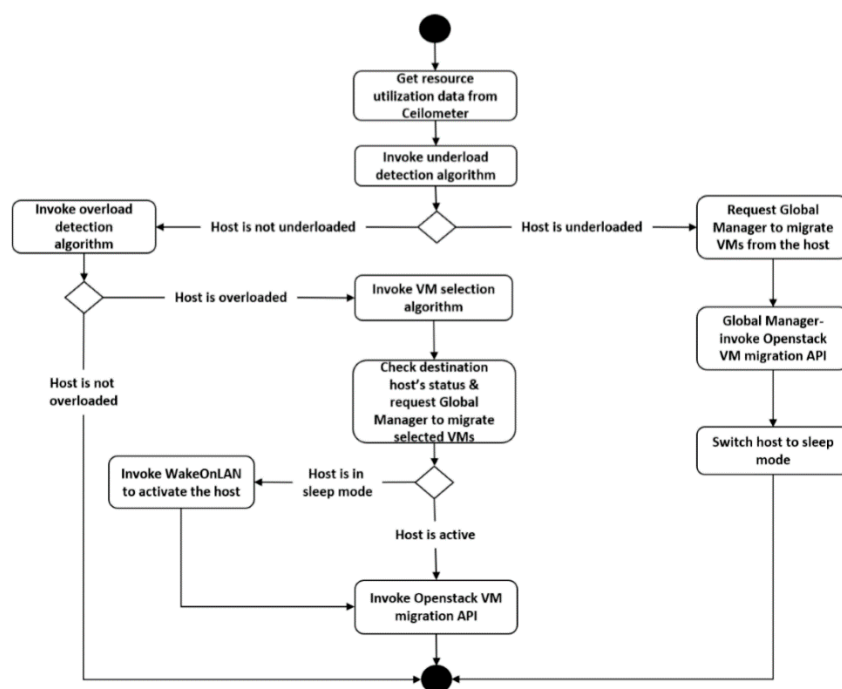 Get resource
utilization data from
Ceilometer
Invoke underload
detection algorithm
Invoke overload
detection
algorithm
Host is not underloaded
Host is underloaded
Request Global
Manager to migrate
VMs from the host
Host is overloaded
Invoke VM selection
algorithm
Global Manager-
invoke Openstack
VM migration API
Host is not
overloaded
Check destination
host's status &
request Global
Manager to migrate
selected VMs
Switch host to sleep
mode
Invoke WakeOnLAN
to activate the host
Host is in
sleep mode
Host is active
Invoke Openstack VM
migration API